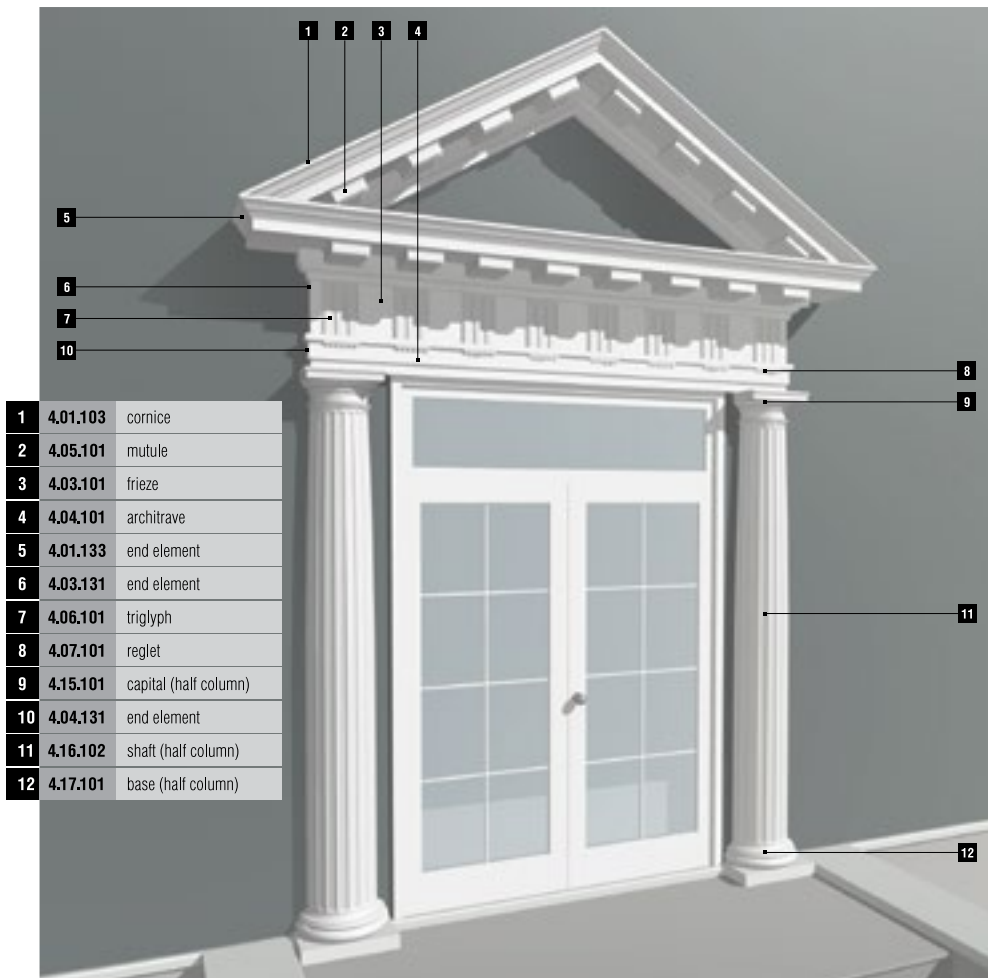 1 2 3 4
5
6
7
10
8
9
1 4.01.103 cornice
2 4.05.101 mutule
3 4.03.101 frieze
4 4.04.101 architrave
5 4.01.133 end element
6 4.03.131 end element
7 4.06.101 triglyph
8 4.07.101 reglet
9 4.15.101 capital (half column)
10 4.04.131 end element
11 4.16.102 shaft (half column)
12 4.17.101 base (half column)
11
12